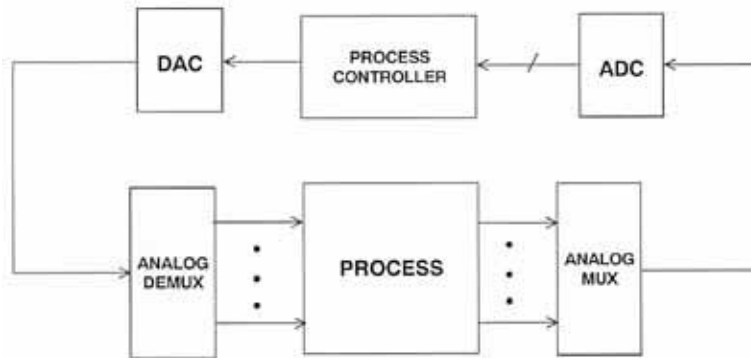 DAC
PROCESS
CONTROLLER
ADC
ANALOG
DEMUX
PROCESS
ANALOG
MUX